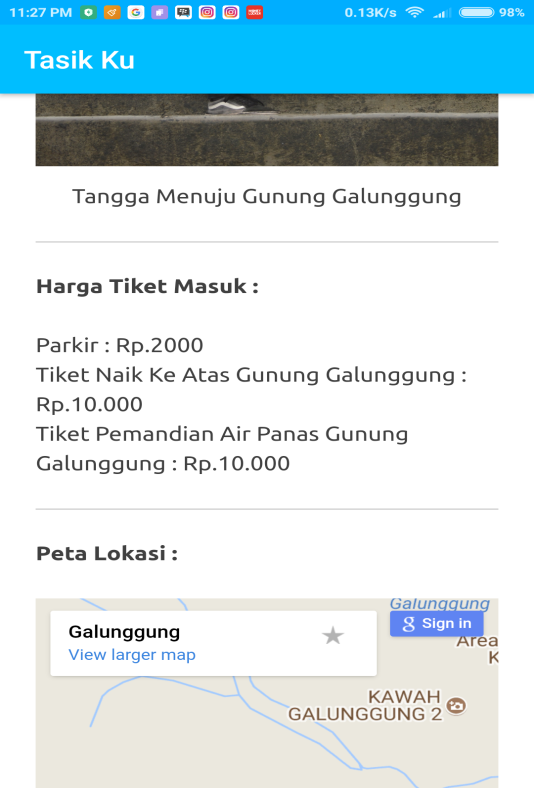 11:27 PM
0.13K/s
98%
Tasik Ku
Tangga Menuju Gunung Galunggung
Harga Tiket Masuk :
Parkir : Rp.2000
Tiket Naik Ke Atas Gunung Galunggung :
Rp.10.000
Tiket Pemandian Air Panas Gunung
Galunggung : Rp.10.000
Peta Lokasi :
Galunggung
Galunggung
View larger map
g Sign in
Area
K
KAWAH
GALUNGGUNG 2